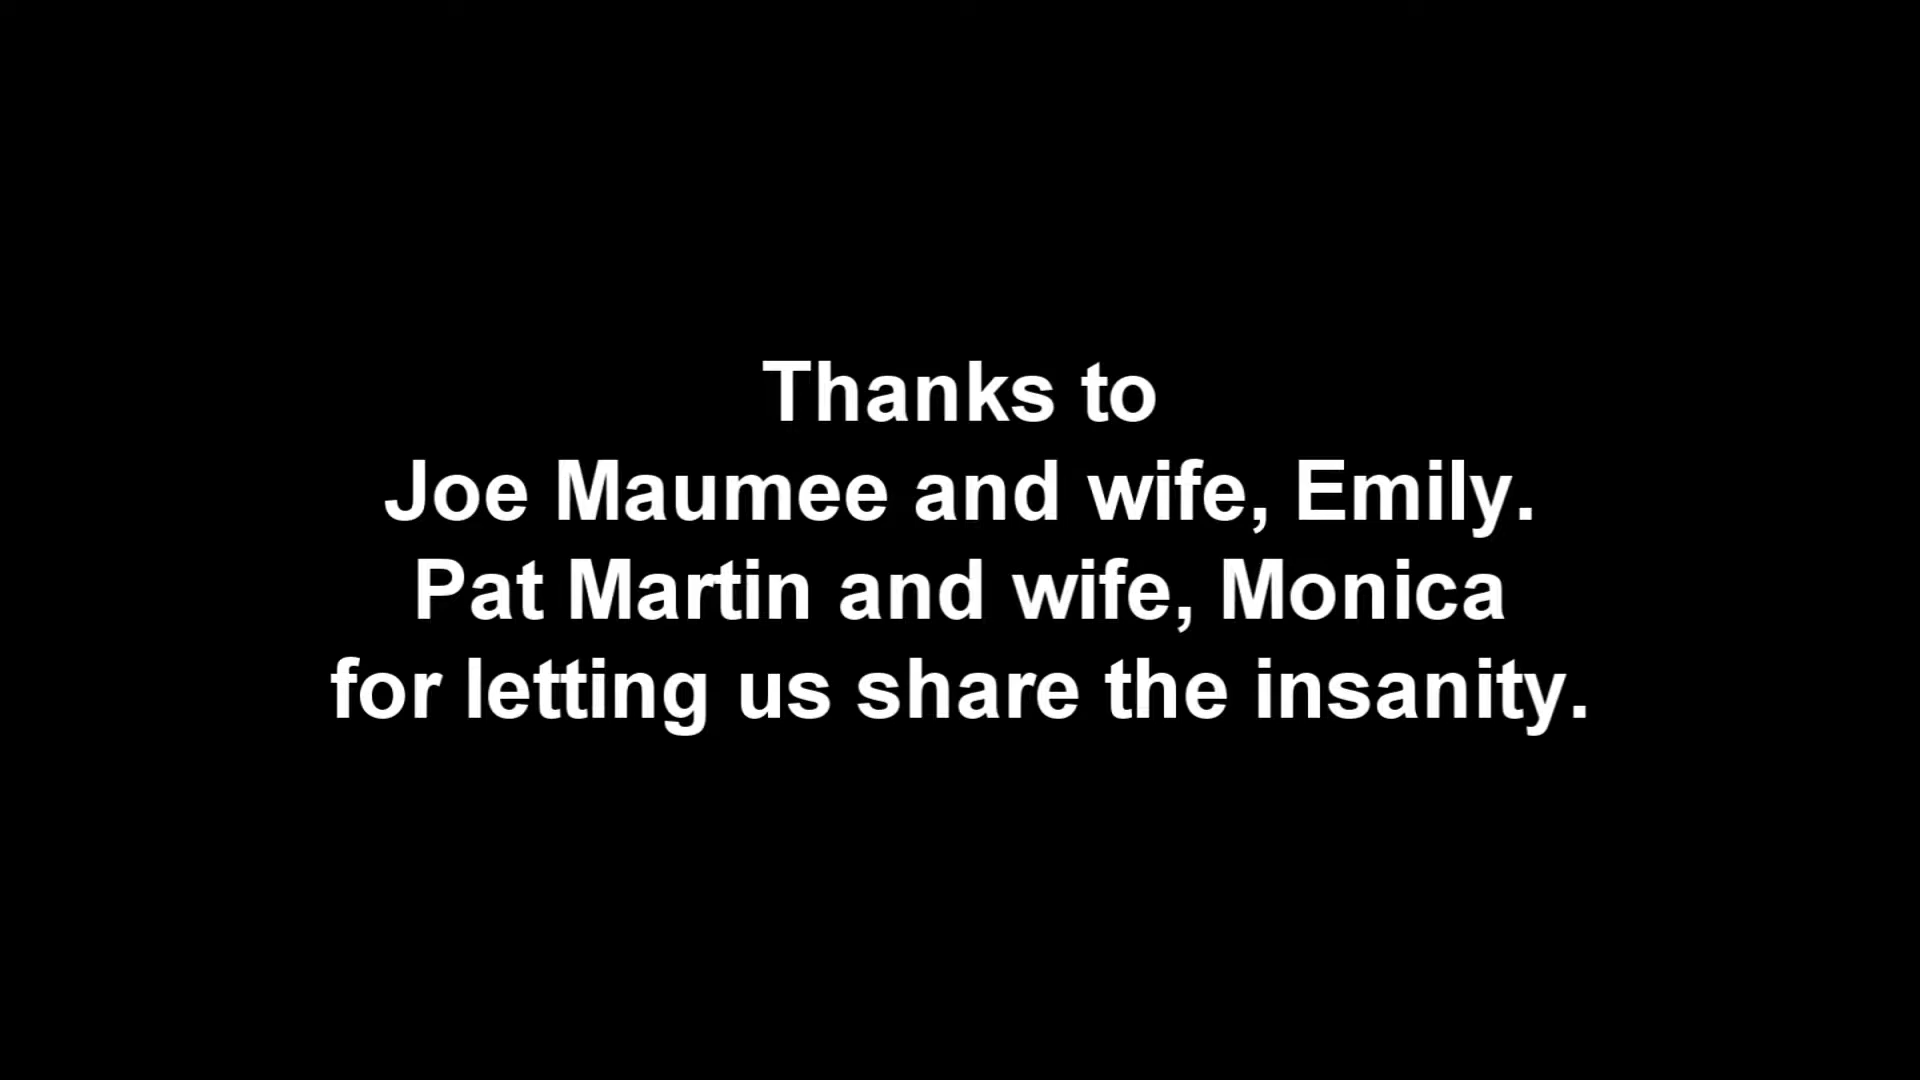 Thanks to
Joe Maumee and wife, Emily.
Pat Martin and wife, Monica
for letting us share the insanity.